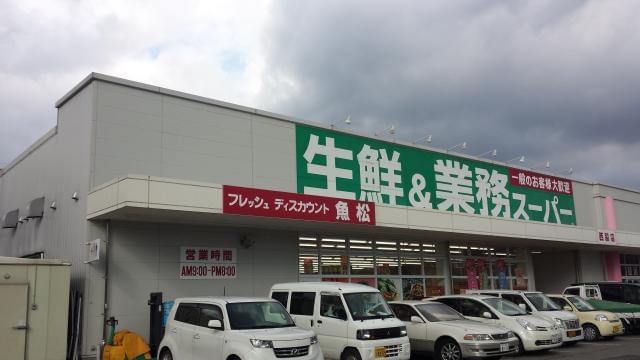 生鮮&業務スーパー
一般のお客様大歓迎
フレッシュ ディスカウント 魚松
営業時間
AM9:00-PM8:00